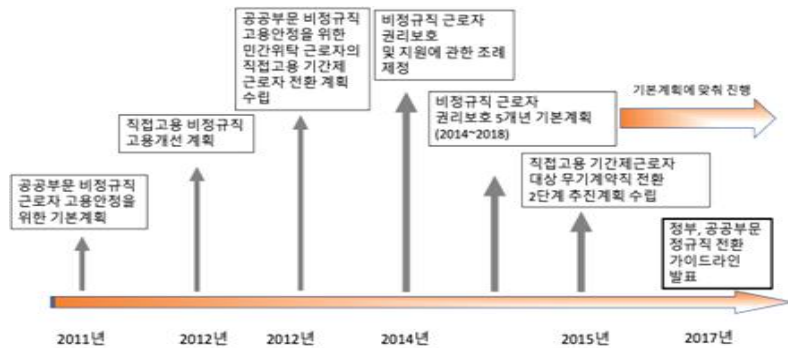 공공부문 비정규직
고용안정을 위한
민간위탁 근로자의
직접고용 기간제
근로자 전환 계획
수립
비정규직 근로자
권리보호
및 지원에 관한 조례
제정
기본계획에 맞춰 진행
비정규직 근로자
권리보호 5개년 기본계획
(2014~2018)
직접고용 비정규직
고용개선 계획
직접고용 기간제근로자
대상 무기계약직 전환
2단계 추진계획 수립
공공부문 비정규직
근로자 고용안정을
위한 기본계획
정부, 공공부문
정규직 전환
가이드라인
발표
2011년
2012년
2012년
2014년
2015년
2017년